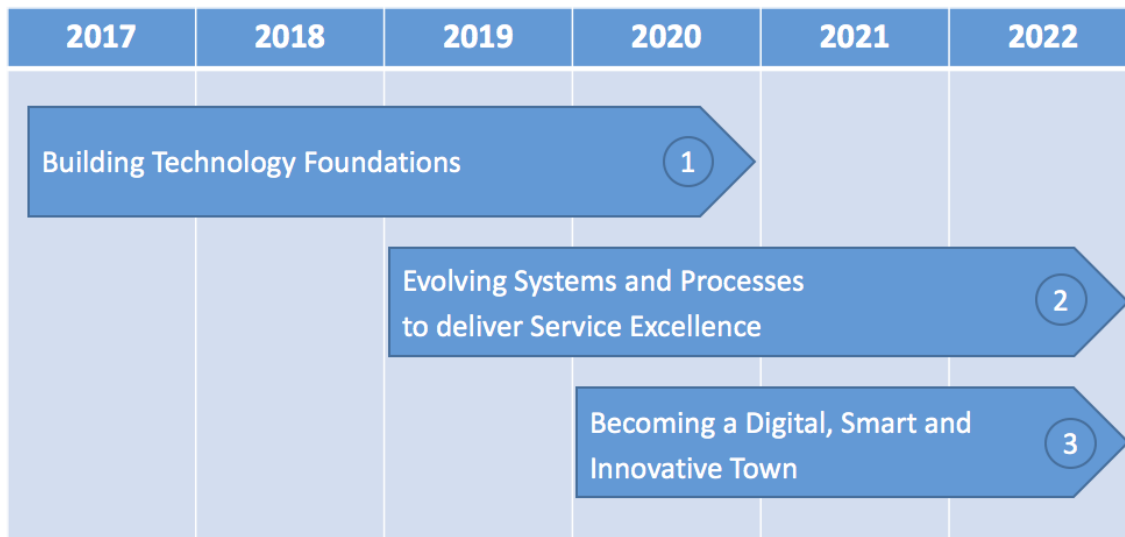 2017 2018 2019 2020 2021 2022
Building Technology Foundations 1
Evolving Systems and Processes
to deliver Service Excellence 2
Becoming a Digital, Smart and
Innovative Town 3